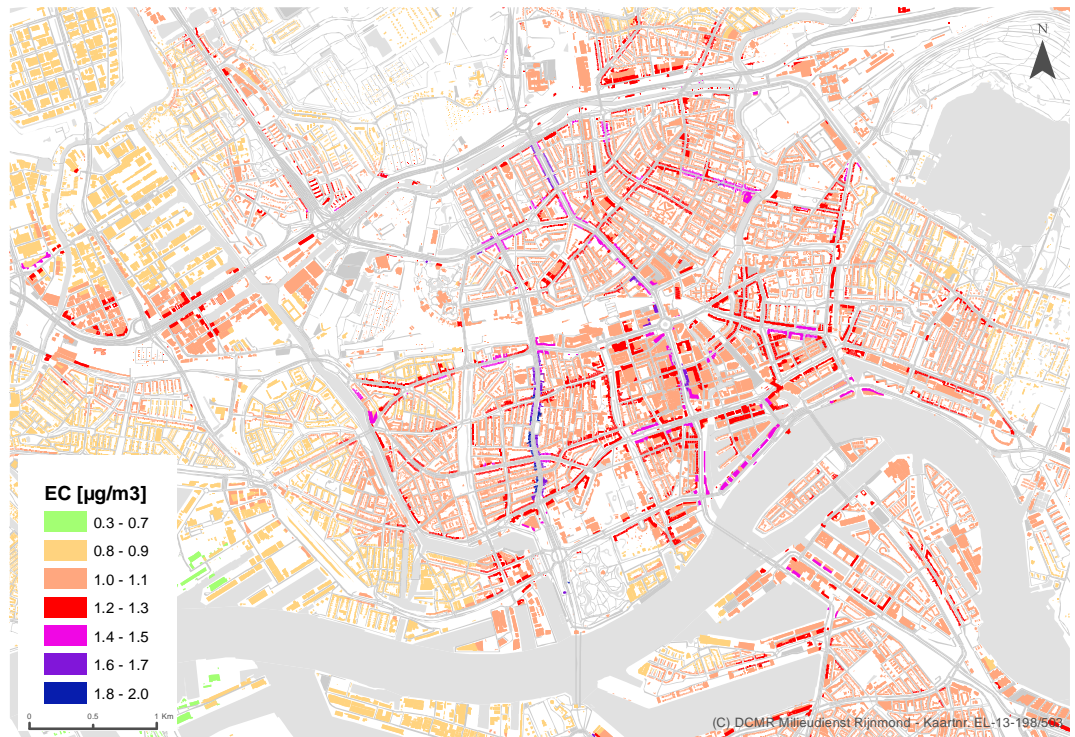 N
EC [µg/m3]
0.3 - 0.7
0.8 - 0.9
1.0 - 1.1
1.2 - 1.3
1.4 - 1.5
1.6 - 1.7
1.8 - 2.0
0 0.5 1 Km
(C) DCMR Milieudienst Rijnmond - Kaartnr. EL-13-198/593